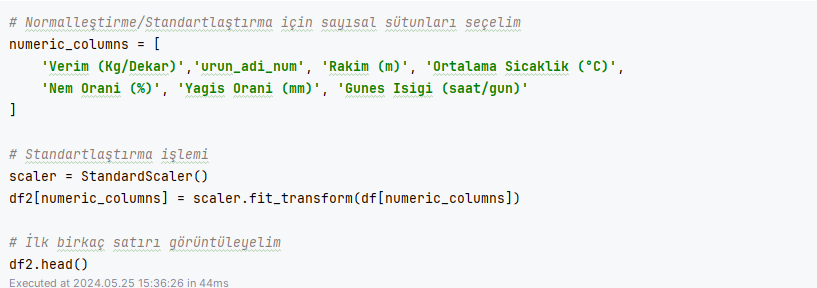 # Normalleştirme/Standartlaştırma için sayısal sütunları seçelim
numeric_columns = [
    'Verim (Kg/Dekar)','urun_adi_num', 'Rakim (m)', 'Ortalama Sicaklik (°C)',
    'Nem Orani (%)', 'Yagis Orani (mm)', 'Gunes Isigi (saat/gun)'
]
# Standartlaştırma işlemi
scaler = StandardScaler()
df2[numeric_columns] = scaler.fit_transform(df[numeric_columns])
# İlk birkaç satırı görüntüleyelim
df2.head()
Executed at 2024.05.25 15:36:26 in 44ms